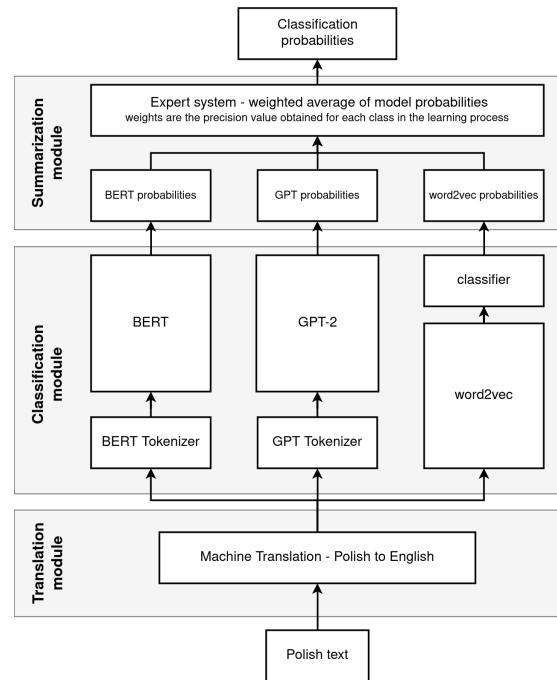 Classification
probabilities
Summarization
module
Expert system - weighted average of model probabilities
weights are the precision value obtained for each class in the learning process
BERT probabilities
GPT probabilities
word2vec probabilities
Classification
module
BERT
GPT-2
classifier
word2vec
BERT Tokenizer
GPT Tokenizer
Translation
module
Machine Translation - Polish to English
Polish text